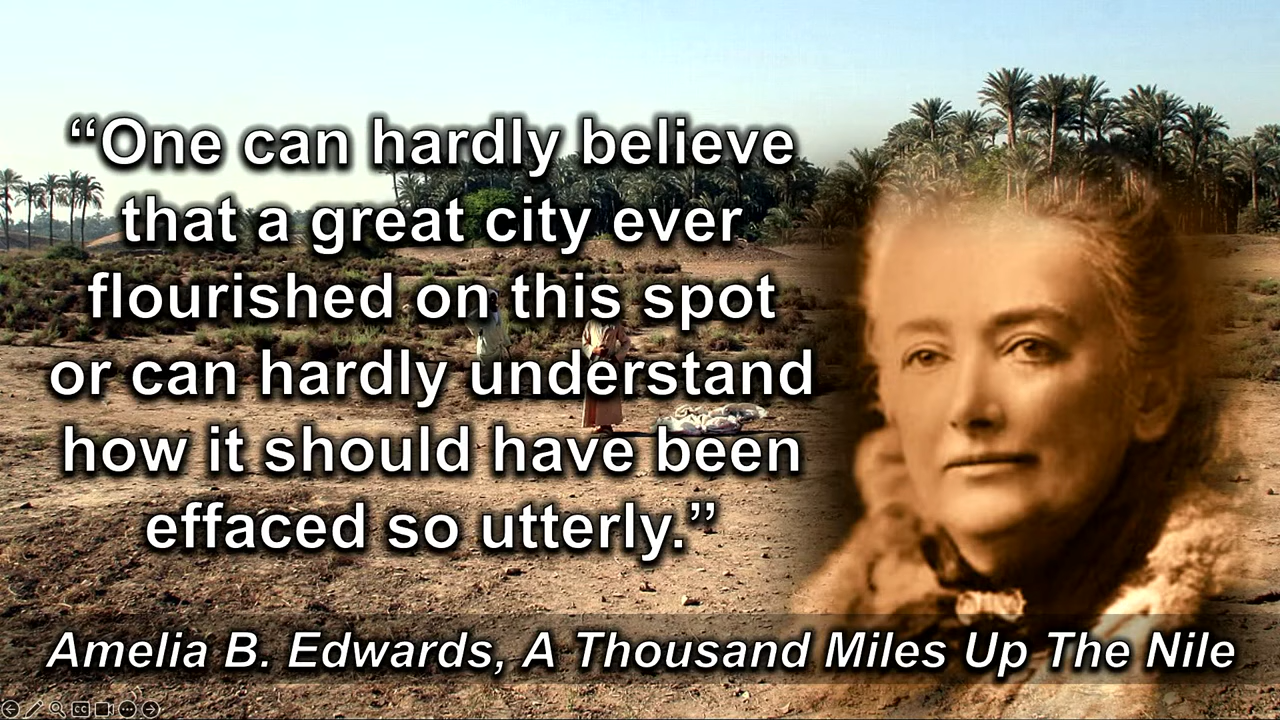 “One can hardly believe
that a great city ever
flourished on this spot
or can hardly understand
how it should have been
effaced so utterly.”
Amelia B. Edwards, A Thousand Miles Up The Nile
CC